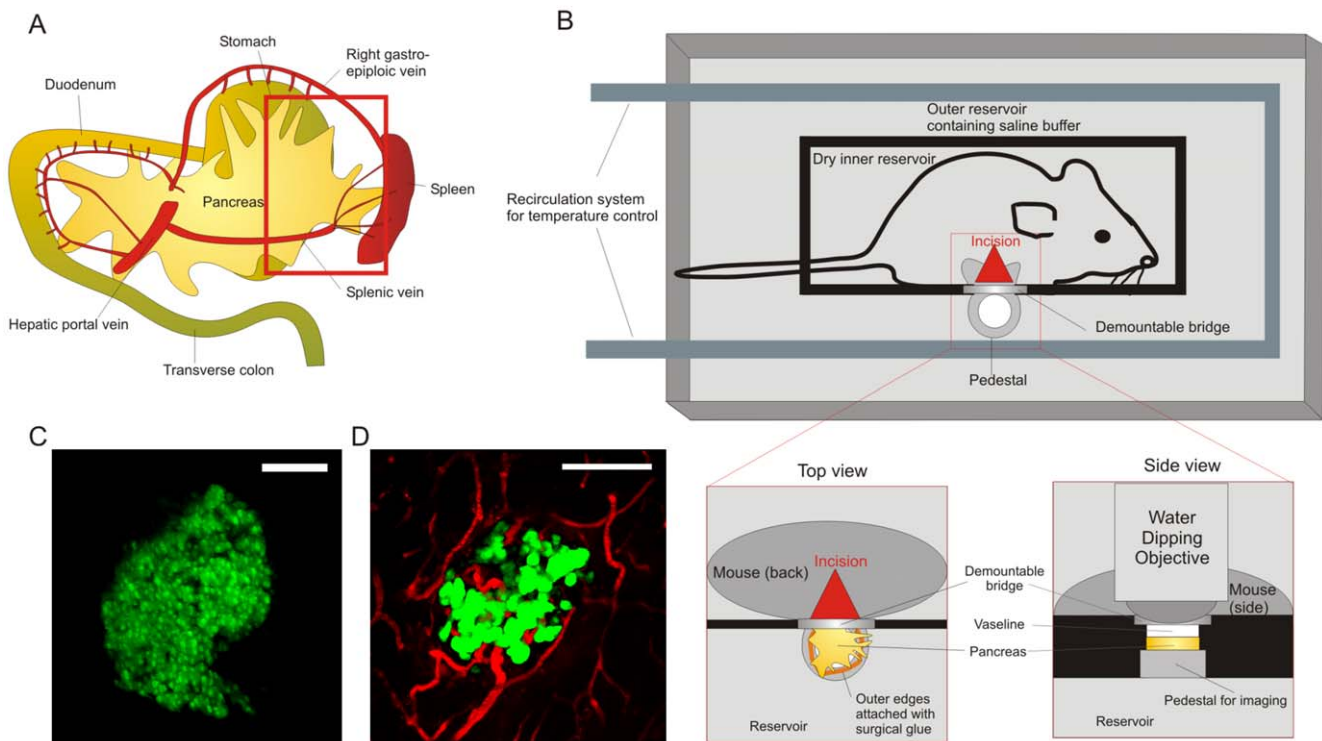 A
Stomach
Right gastro-
epiploic vein
Duodenum
Pancreas
Spleen
Splenic vein
Hepatic portal vein
Transverse colon
B
Outer reservoir
containing saline buffer
Dry inner reservoir
Recirculation system
for temperature control
Incision
Demountable bridge
Pedestal
C
D
Top view
Mouse (back)
Incision
Demountable
bridge
Vaseline
Pancreas
Outer edges
attached with
surgical glue
Reservoir
Side view
Water
Dipping
Objective
Mouse
(side)
Pedestal for imaging
Reservoir